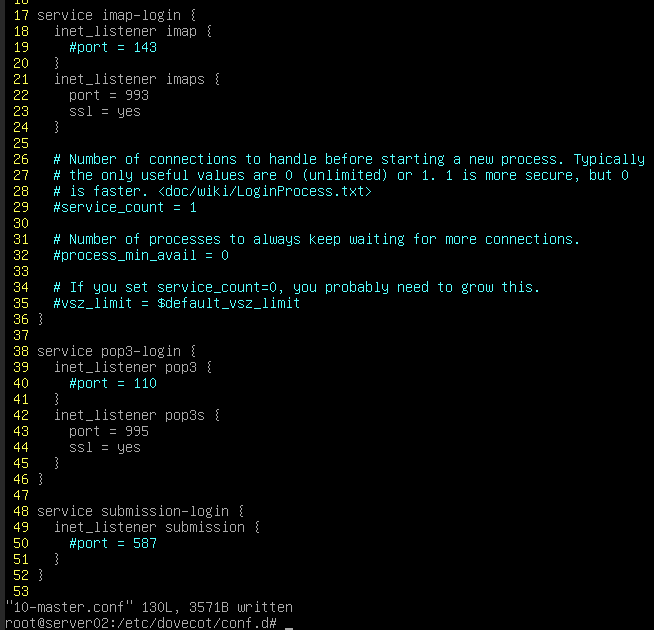 17 service imap-login {
18   inet_listener imap {
19     #port = 143
20   }
21   inet_listener imaps {
22     port = 993
23     ssl = yes
24   }
25
26   # Number of connections to handle before starting a new process. Typically
27   # the only useful values are 0 (unlimited) or 1. 1 is more secure, but 0
28   # is faster. <doc/wiki/LoginProcess.txt>
29   #service_count = 1
30
31   # Number of processes to always keep waiting for more connections.
32   #process_min_avail = 0
33
34   # If you set service_count=0, you probably need to grow this.
35   #vsz_limit = $default_vsz_limit
36 }
37
38 service pop3-login {
39   inet_listener pop3 {
40     #port = 110
41   }
42   inet_listener pop3s {
43     port = 995
44     ssl = yes
45   }
46 }
47
48 service submission-login {
49   inet_listener submission {
50     #port = 587
51   }
52 }
53
"10-master.conf" 130L, 3571B written
root@server02:/etc/dovecot/conf.d# _